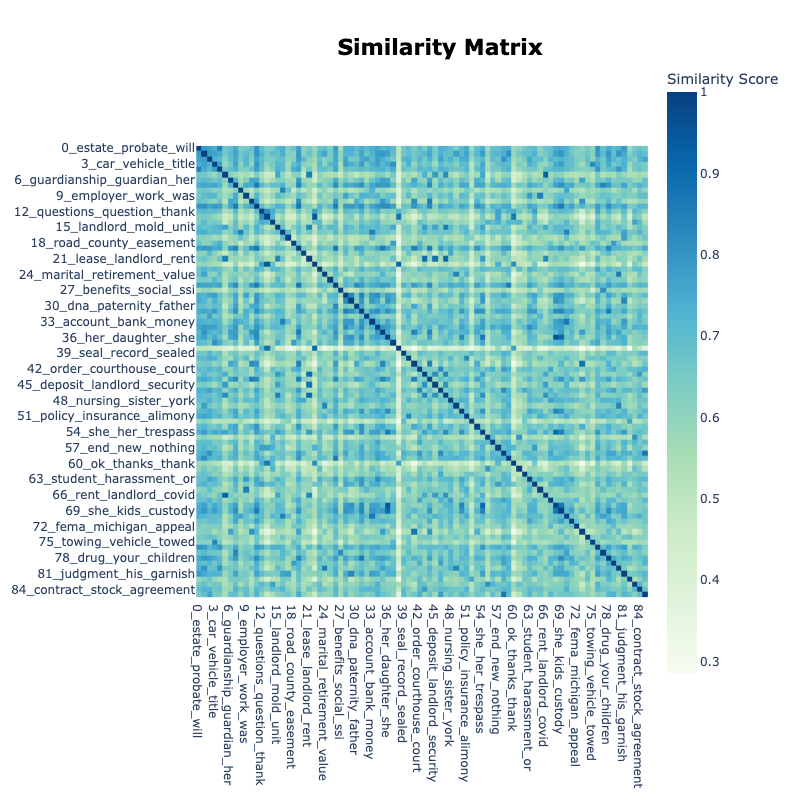 Similarity Matrix
Similarity Score
1
0.9
0.8
0.7
0.6
0.5
0.4
0.3
0_estate_probate_will
3_car_vehicle_title
6_guardianship_guardian_her
9_employer_work_was
12_questions_question_thank
15_landlord_mold_unit
18_road_county_easement
21_lease_landlord_rent
24_marital_retirement_value
27_benefits_social_ssi
30_dna_paternity_father
33_account_bank_money
36_her_daughter_she
39_seal_record_sealed
42_order_courthouse_court
45_deposit_landlord_security
48_nursing_sister_york
51_policy_insurance_alimony
54_she_her_trespass
57_end_new_nothing
60_ok_thanks_thank
63_student_harassment_or
66_rent_landlord_covid
69_she_kids_custody
72_fema_michigan_appeal
75_towing_vehicle_towed
78_drug_your_children
81_judgment_his_garnish
84_contract_stock_agreement
0_estate_probate_will
3_car_vehicle_title
6_guardianship_guardian_her
9_employer_work_was
12_questions_question_thank
15_landlord_mold_unit
18_road_county_easement
21_lease_landlord_rent
24_marital_retirement_value
27_benefits_social_ssi
30_dna_paternity_father
33_account_bank_money
36_her_daughter_she
39_seal_record_sealed
42_order_courthouse_court
45_deposit_landlord_security
48_nursing_sister_york
51_policy_insurance_alimony
54_she_her_trespass
57_end_new_nothing
60_ok_thanks_thank
63_student_harassment_or
66_rent_landlord_covid
69_she_kids_custody
72_fema_michigan_appeal
75_towing_vehicle_towed
78_drug_your_children
81_judgment_his_garnish
84_contract_stock_agreement